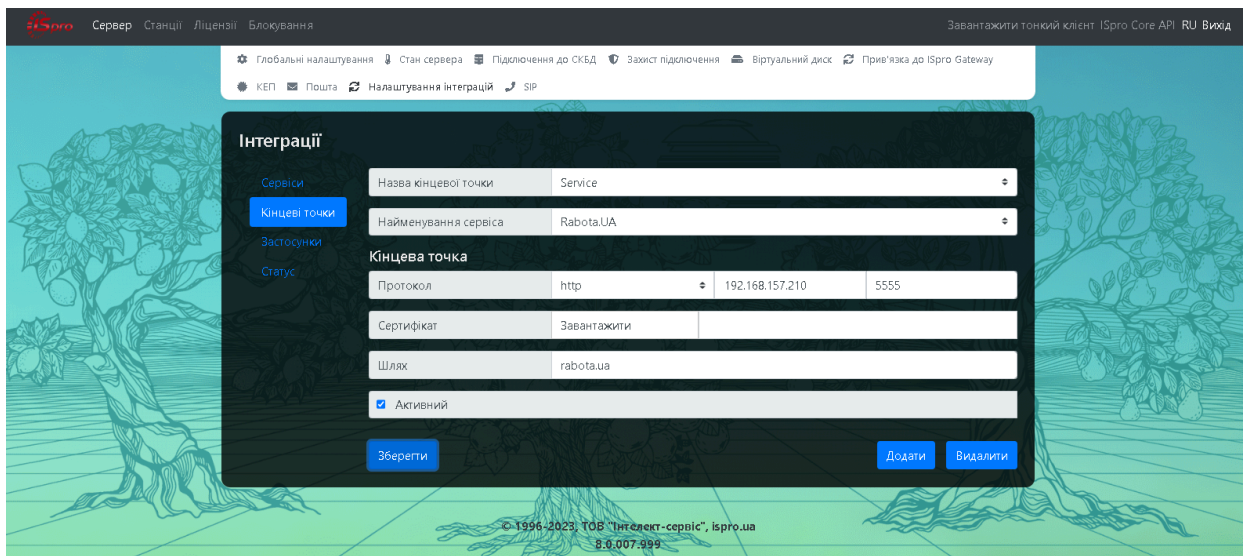 iSpro Сервер Станції Ліцензії Блокування Завантажити тонкий клієнт ISpro Core API RU Вихід
Глобальні налаштування Стан сервера Підключення до СКБД Захист підключення Віртуальний диск Прив'язка до ISpro Gateway
КЕП Пошта Налаштування інтеграцій SIP
Інтеграції
Сервіси
Кінцеві точки
Застосунки
Статус
Назва кінцевої точки Service
Найменування сервіса Rabota.UA
Кінцева точка
Протокол http 192.168.157.210 5555
Сертифікат Завантажити
Шлях rabota.ua
Активний
Зберегти Додати Видалити
© 1996-2023, ТОВ "Інтелект-сервіс", ispro.ua
8.0.007.999